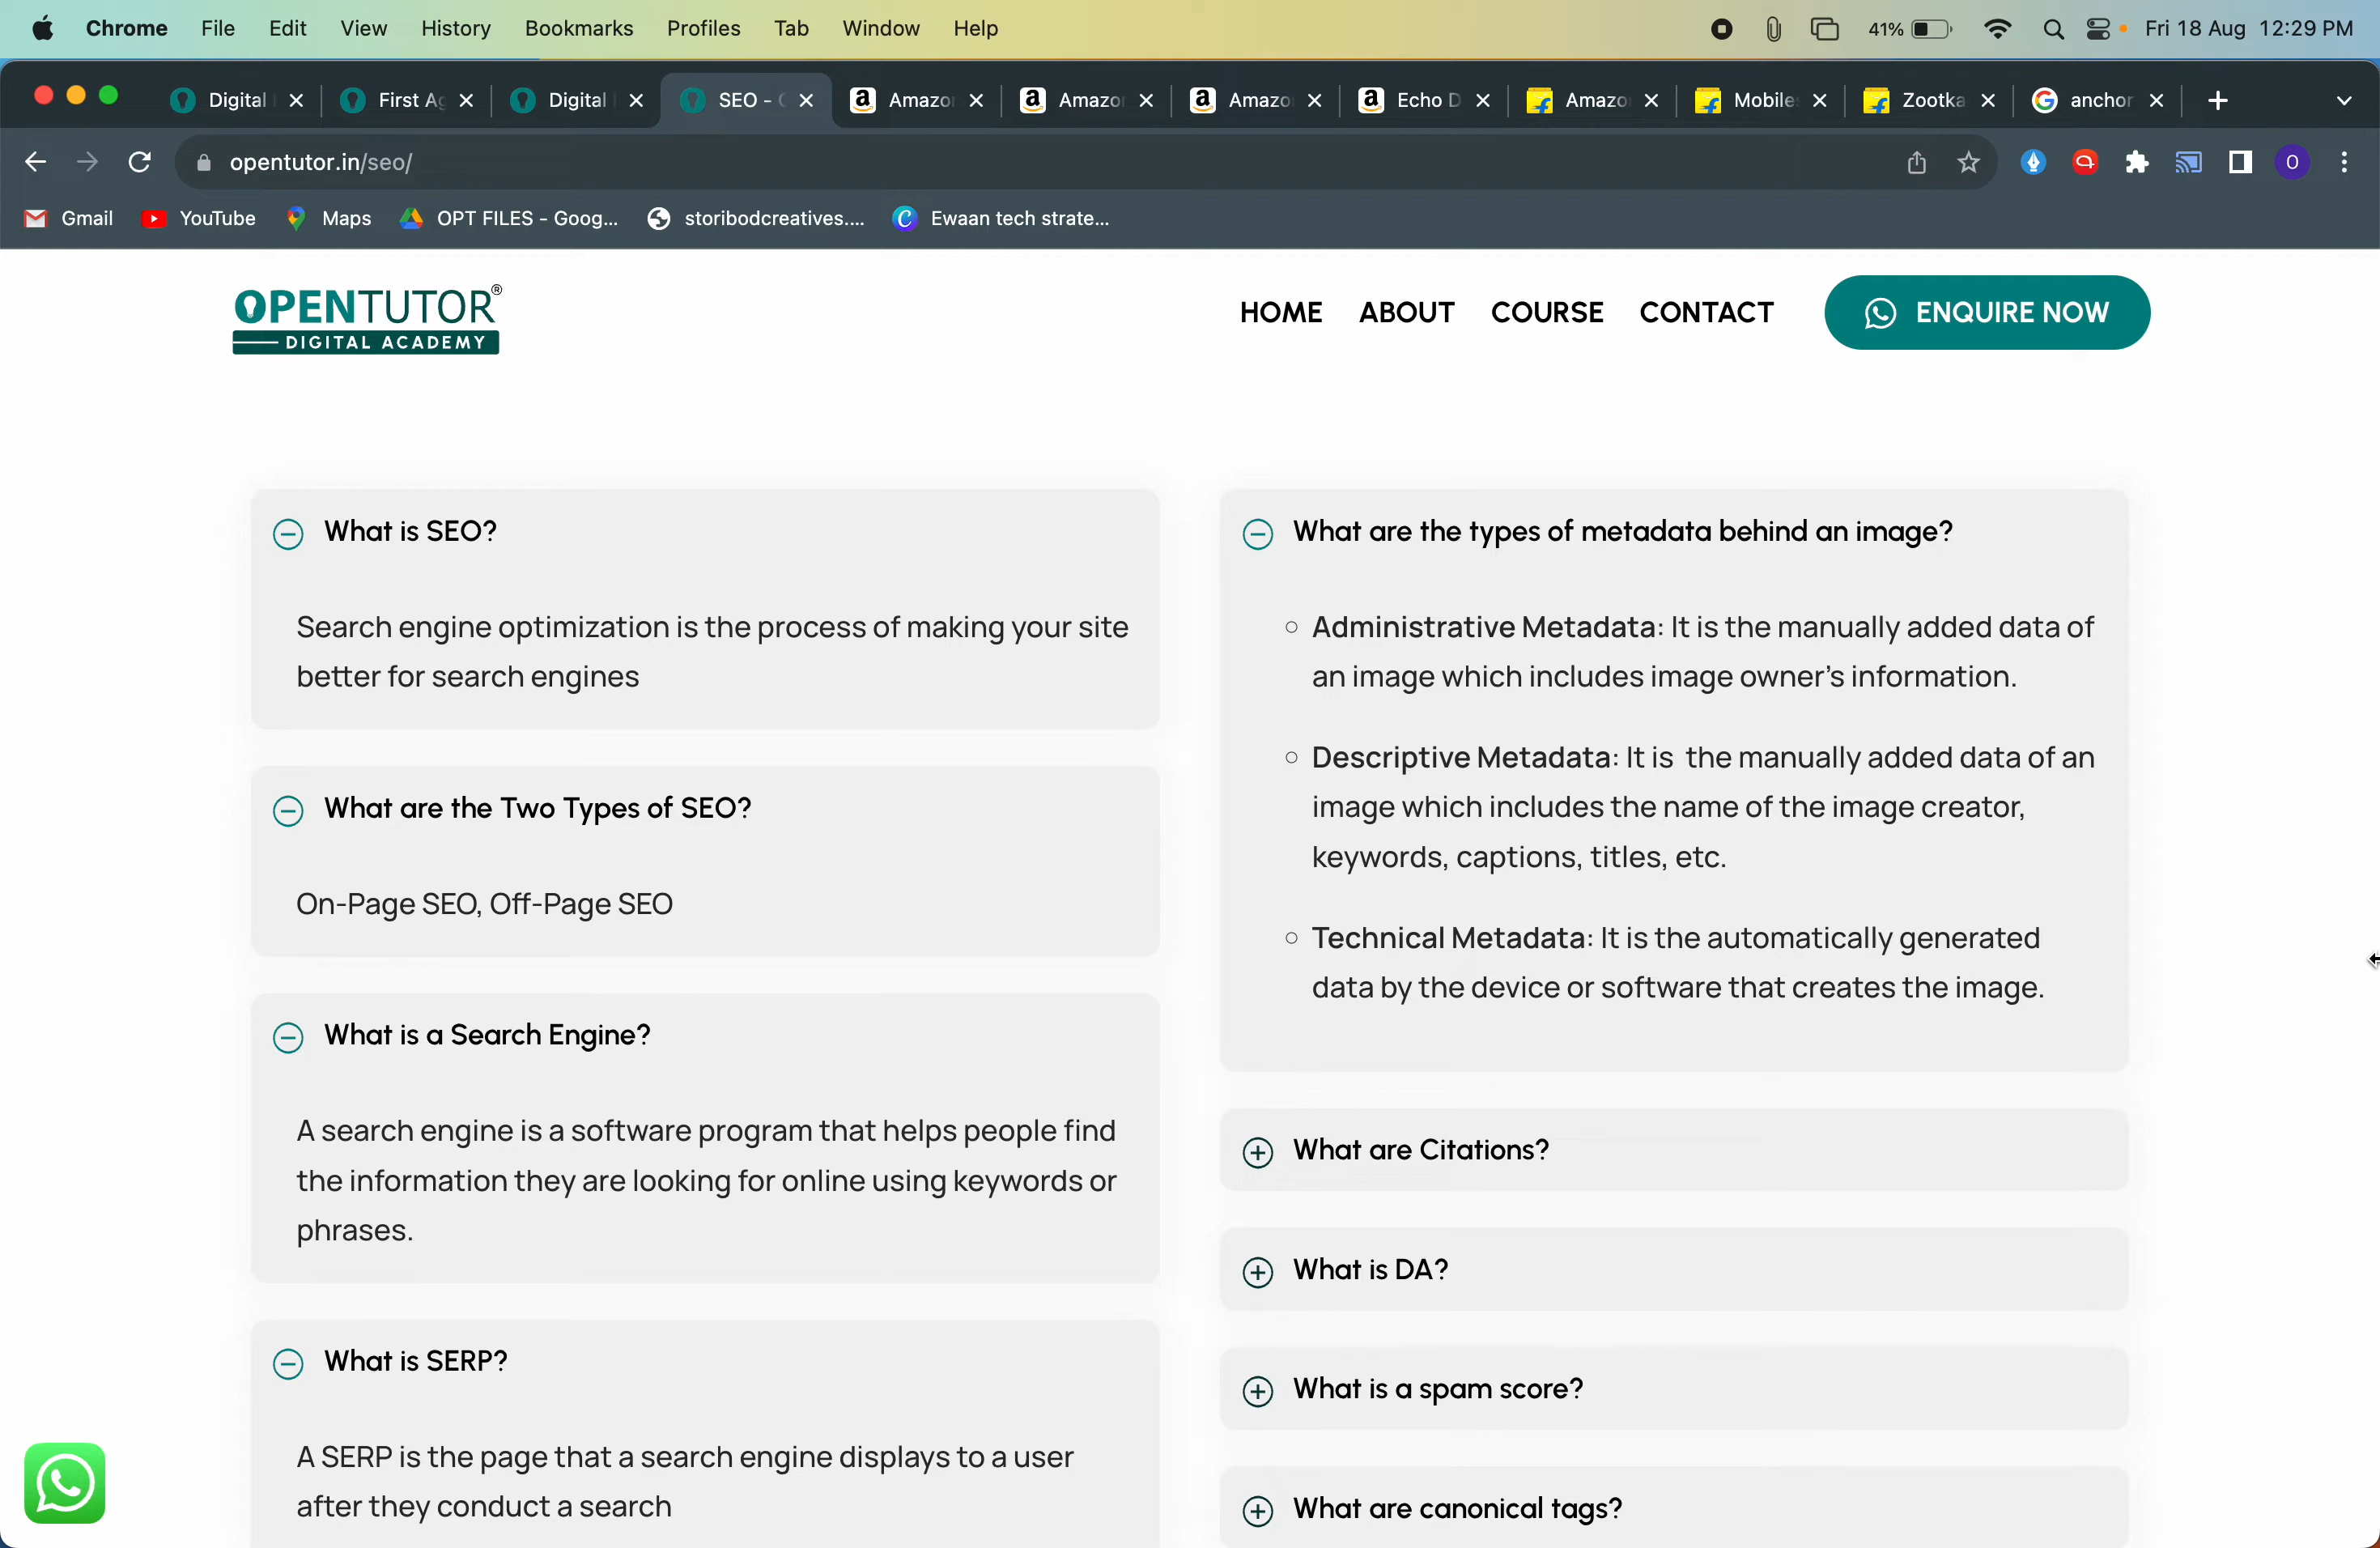 Chrome File Edit View History Bookmarks Profiles Tab Window Help 41% Fri 18 Aug 12:29 PM
Digital First Ag Digital SEO - Amazo Amazo Amazo Echo D Amazo Mobile Zootka anchor
opentutor.in/seo/ O
Gmail YouTube Maps OPT FILES - Goog... storibodcreatives.... Ewaan tech strate...
OPENTUTOR®
DIGITAL ACADEMY
HOME ABOUT COURSE CONTACT ENQUIRE NOW
What is SEO?
Search engine optimization is the process of making your site
better for search engines
What are the Two Types of SEO?
On-Page SEO, Off-Page SEO
What is a Search Engine?
A search engine is a software program that helps people find
the information they are looking for online using keywords or
phrases.
What is SERP?
A SERP is the page that a search engine displays to a user
after they conduct a search
What are the types of metadata behind an image?
Administrative Metadata: It is the manually added data of
an image which includes image owner’s information.
Descriptive Metadata: It is the manually added data of an
image which includes the name of the image creator,
keywords, captions, titles, etc.
Technical Metadata: It is the automatically generated
data by the device or software that creates the image.
What are Citations?
What is DA?
What is a spam score?
What are canonical tags?